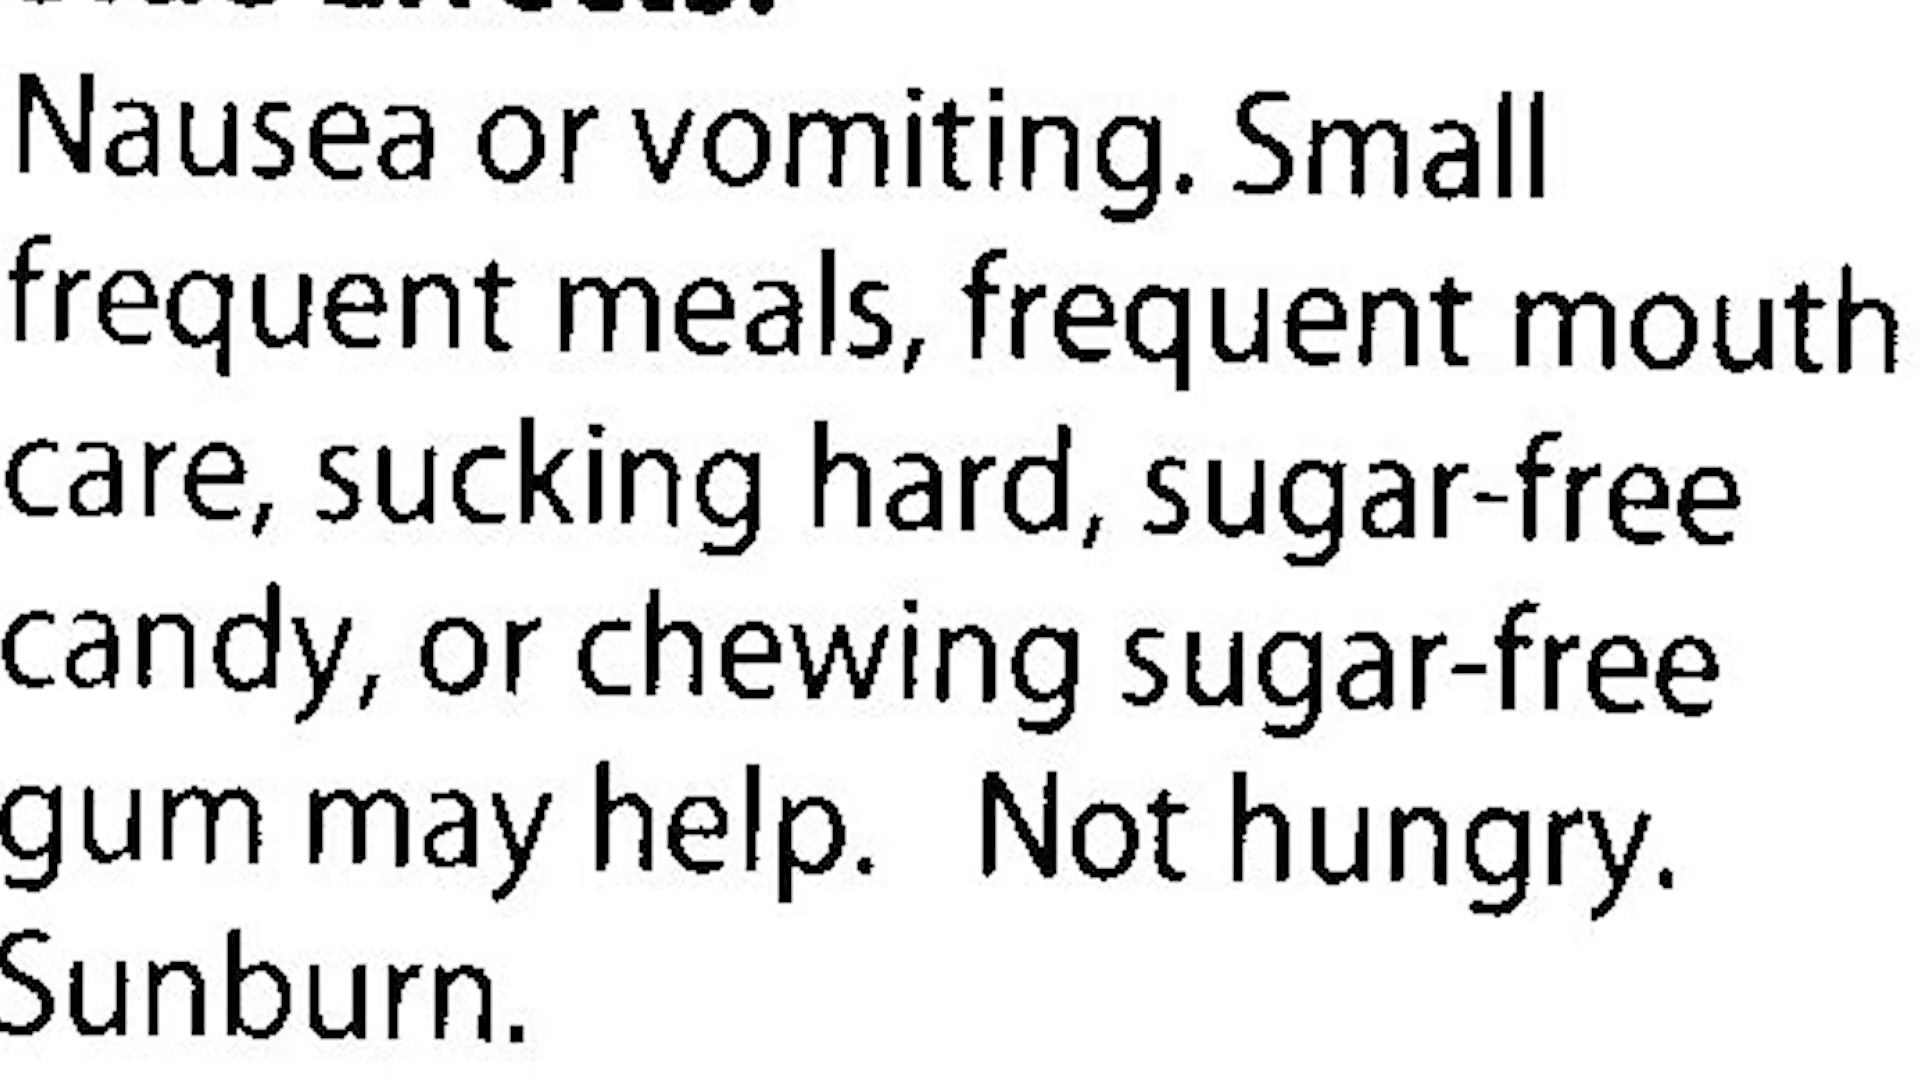 Nausea or vomiting. Small
frequent meals, frequent mouth
care, sucking hard, sugar-free
candy, or chewing sugar-free
gum may help.   Not hungry.
Sunburn.